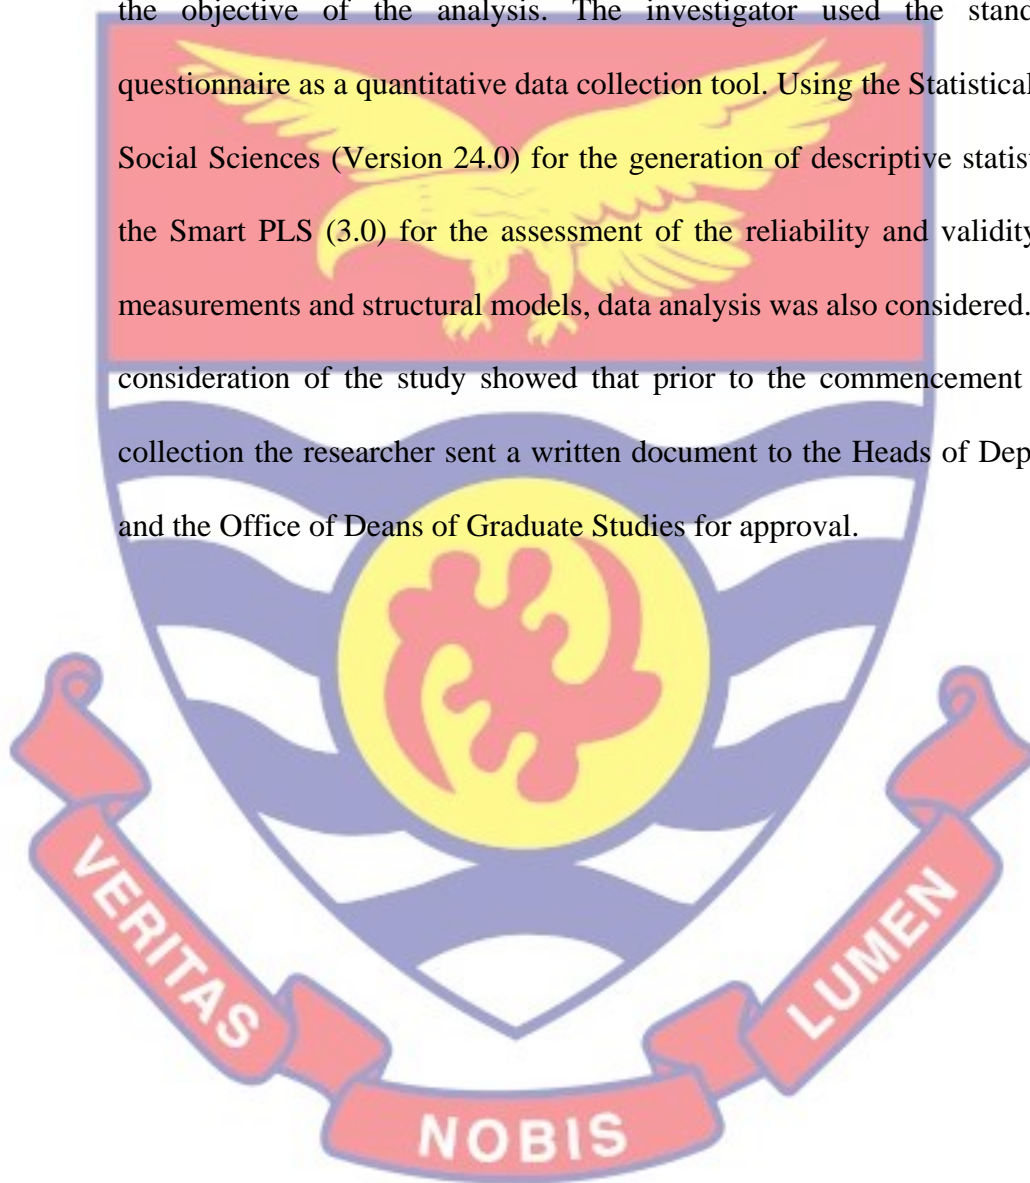 the objective of the analysis. The investigator used the stand
questionnaire as a quantitative data collection tool. Using the Statistical
Social Sciences (Version 24.0) for the generation of descriptive statis
the Smart PLS (3.0) for the assessment of the reliability and validity
measurements and structural models, data analysis was also considered.
consideration of the study showed that prior to the commencement
collection the researcher sent a written document to the Heads of Dep
and the Office of Deans of Graduate Studies for approval.
VERITAS
NOBIS
LUMEN